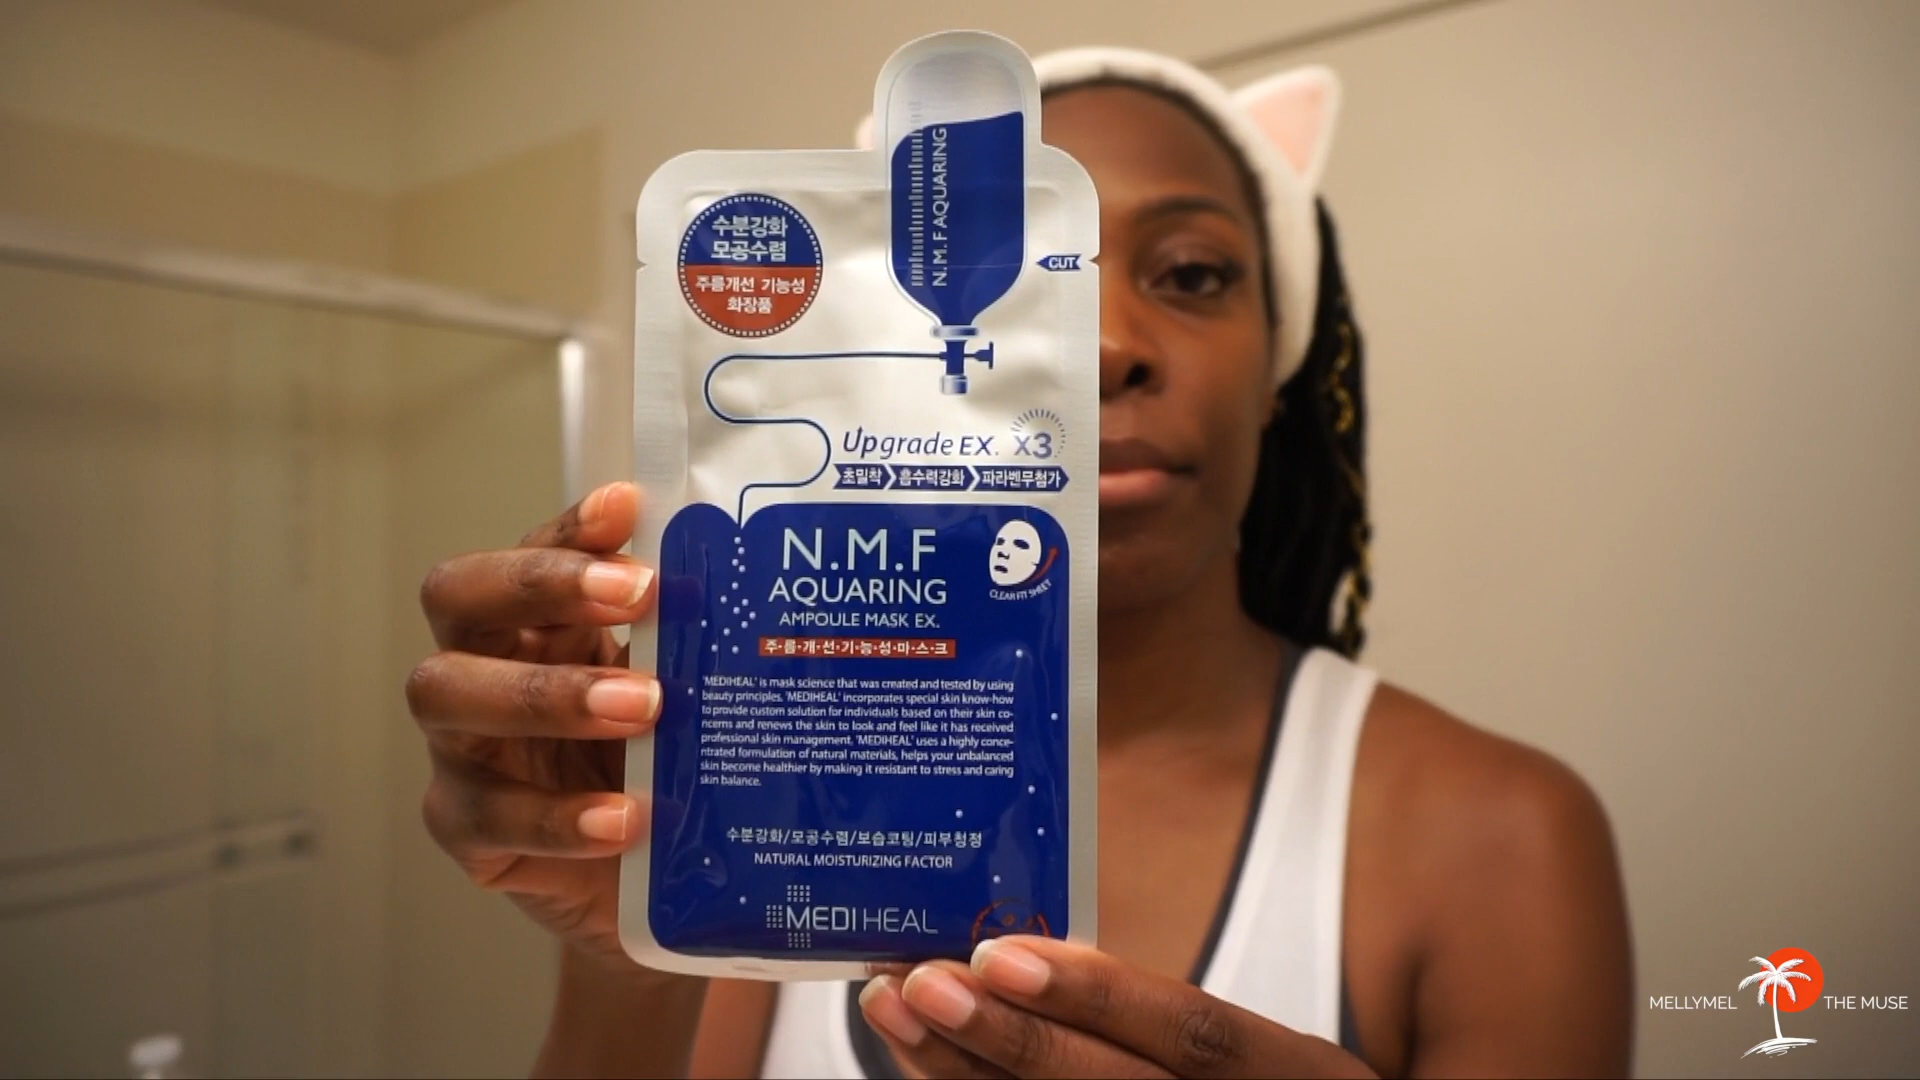 N.M.F AQUARING
수분강화
모공수렴
주름개선 기능성
화장품
CUT
Upgrade EX. X3
초밀착 흡수력강화 파라벤무첨가
N.M.F
AQUARING
AMPOULE MASK EX.
CLEAR FIT SHEET
주·름·개·선·기·능·성·마·스·크
'MEDIHEAL' is mask science that was created and tested by using
beauty principles. 'MEDIHEAL' incorporates special skin know-how
to provide custom solution for individuals based on their skin co-
ncerns and renews the skin to look and feel like it has received
professional skin management. 'MEDIHEAL' uses a highly conce-
ntrated formulation of natural materials, helps your unbalanced
skin become healthier by making it resistant to stress and caring
skin balance.
수분강화/모공수렴/보습코팅/피부청정
NATURAL MOISTURIZING FACTOR
MEDIHEAL
MELLYMEL THE MUSE